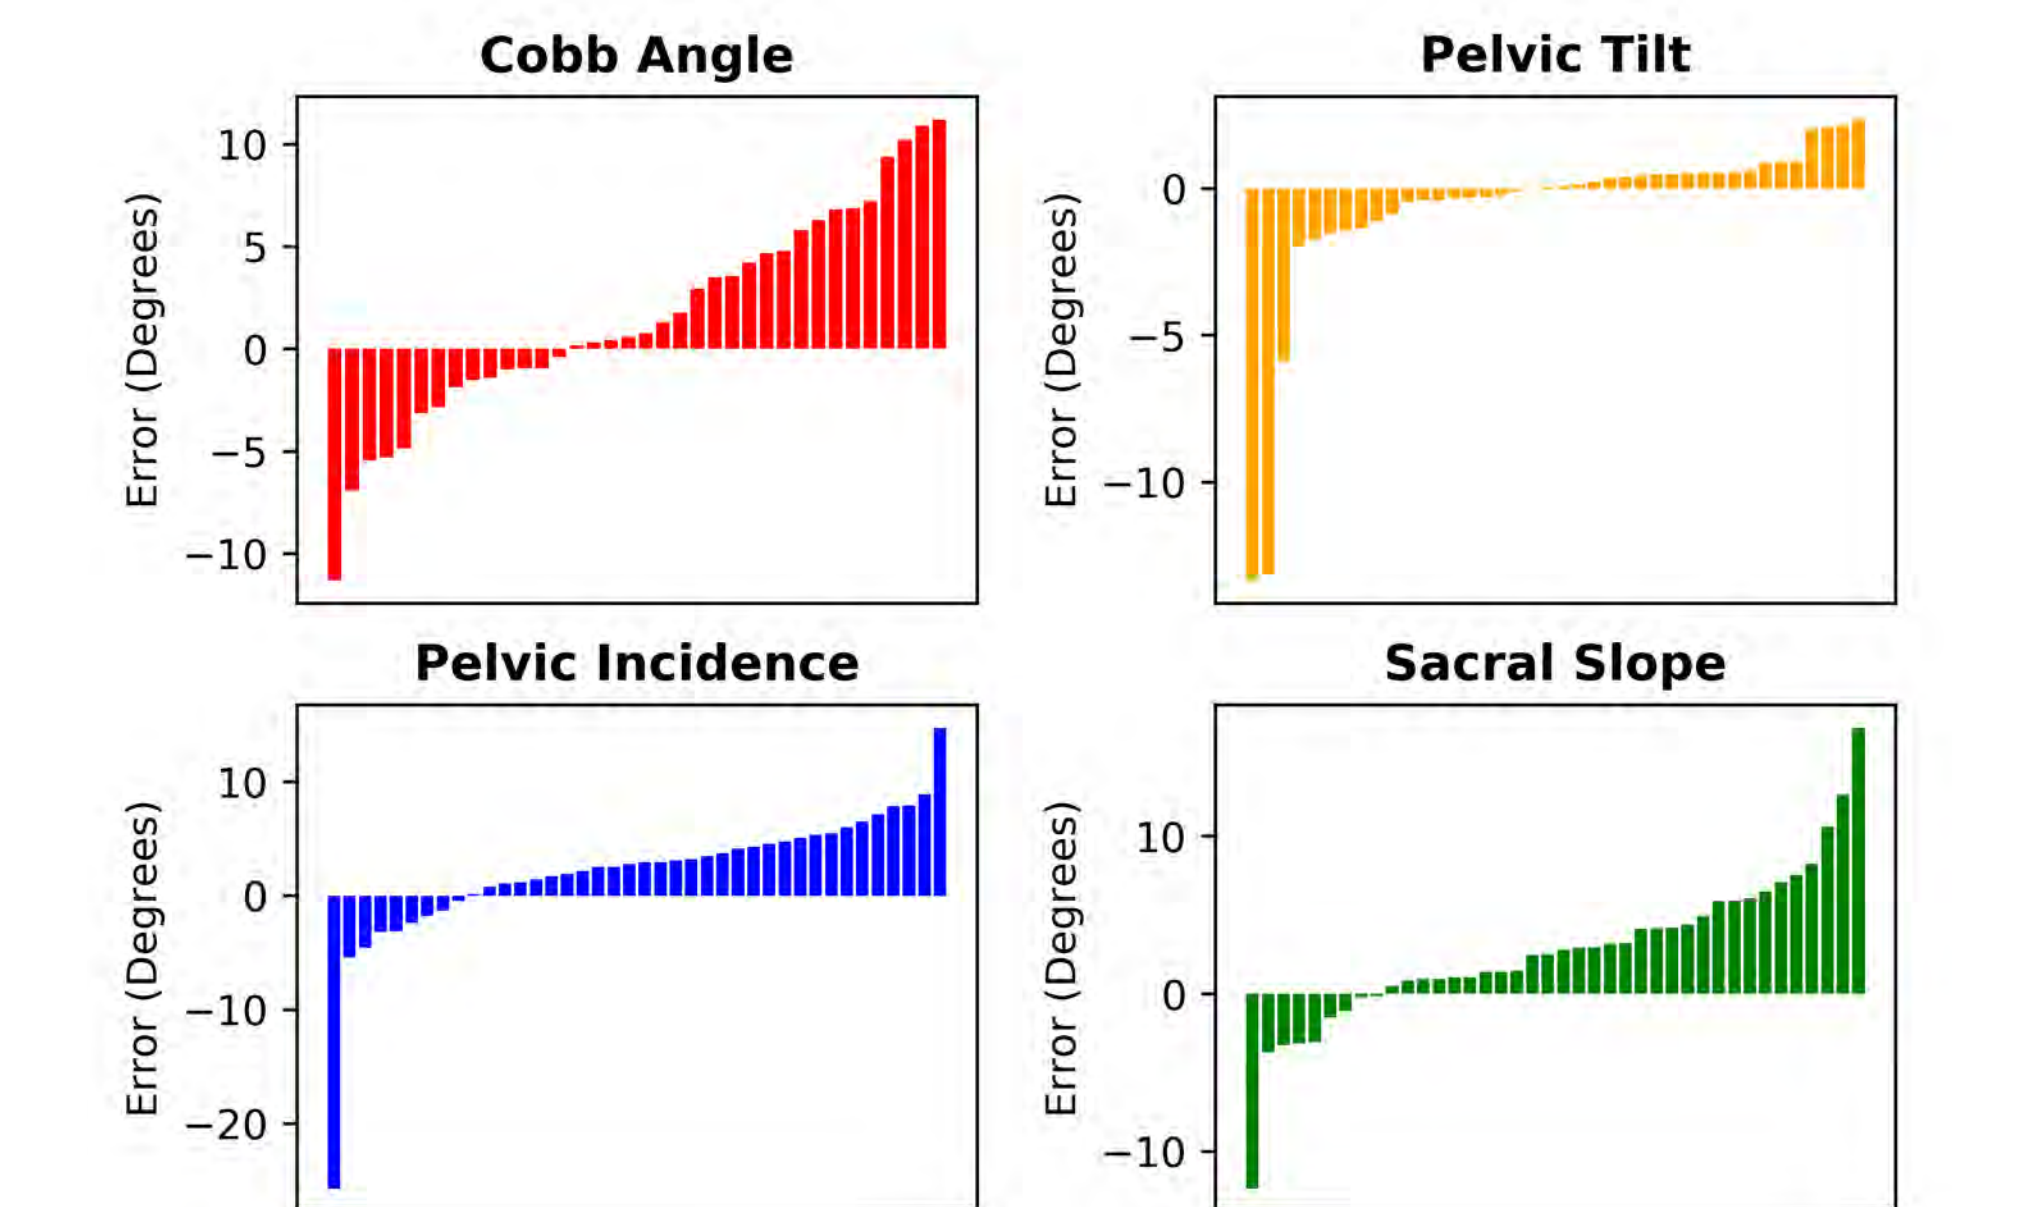 Cobb Angle
Error (Degrees)
10
5
0
−5
−10
Pelvic Tilt
Error (Degrees)
0
−5
−10
Pelvic Incidence
Error (Degrees)
10
0
−10
−20
Sacral Slope
Error (Degrees)
10
0
−10